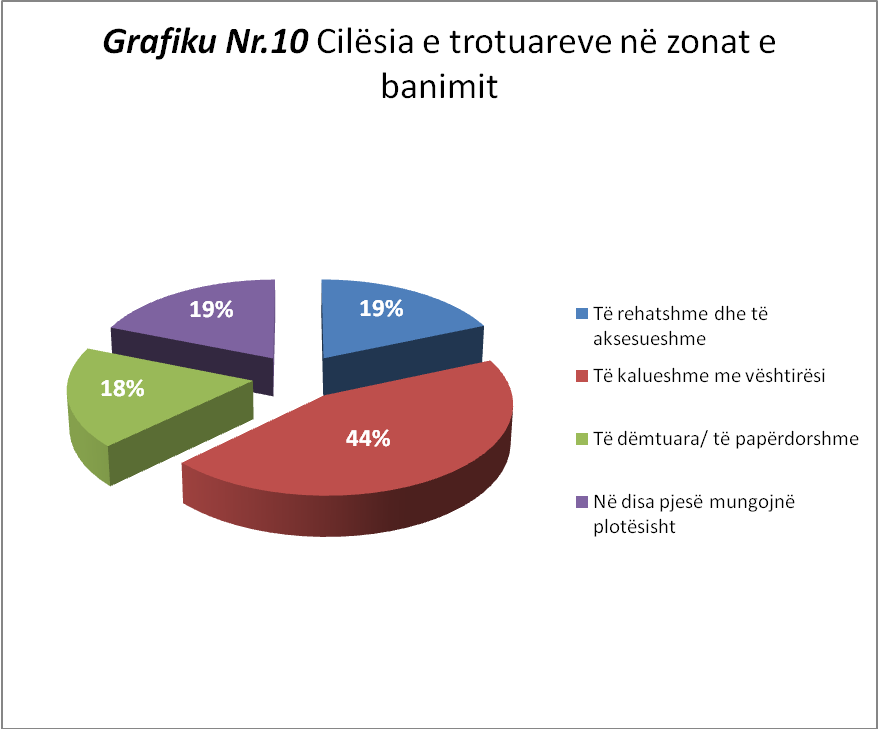 Grafiku Nr.10 Cilësia e trotuareve në zonat e
banimit
19%
19%
18%
44%
Të rehatshme dhe të
aksesueshme
Të kalueshme me vështirësi
Të dëmtuara/ të papërdorshme
Në disa pjesë mungojnë
plotësisht